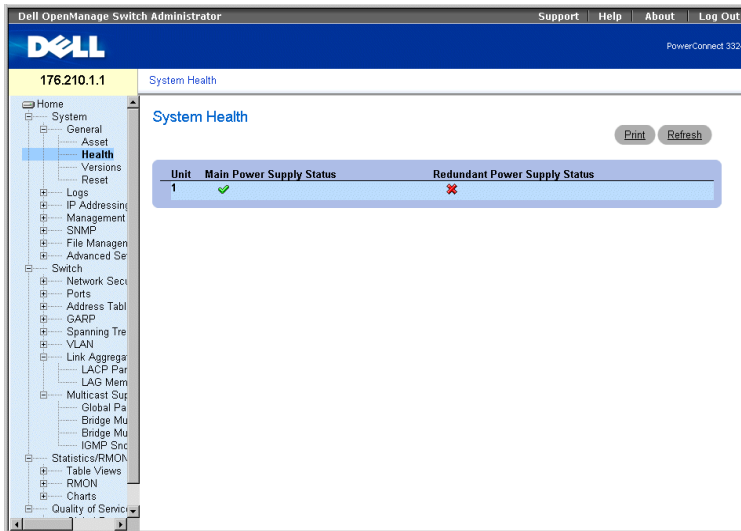 Dell OpenManage Switch Administrator
Support Help About Log Out
DELL
PowerConnect 332
176.210.1.1
System Health
Home
System
General
Asset
Health
Versions
Reset
Logs
IP Addressing
Management
SNMP
File Managen
Advanced Se
Switch
Network Secu
Ports
Address Tabl
GARP
Spanning Tre
VLAN
Link Aggrega
LACP Par
LAG Mem
Multicast Sup
Global Pa
Bridge Mu
Bridge Mu
IGMP Sno
Statistics/RMON
Table Views
RMON
Charts
Quality of Service
System Health
Print Refresh
Unit Main Power Supply Status Redundant Power Supply Status
1